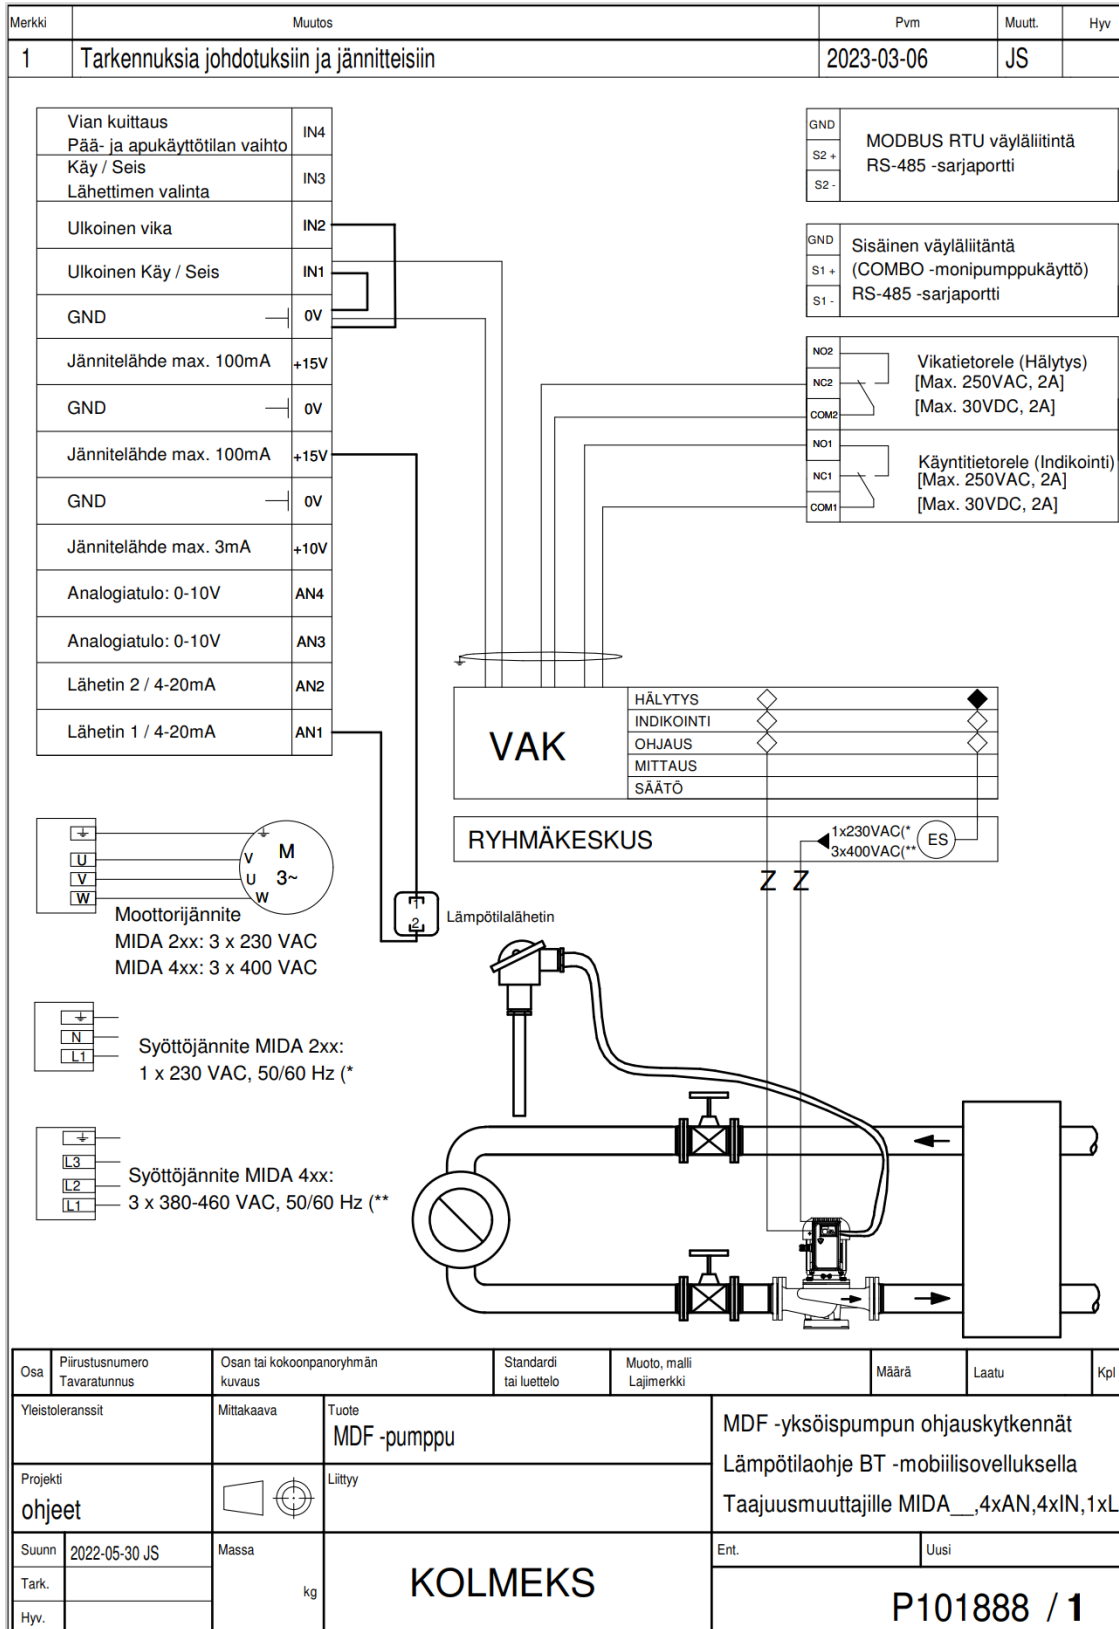 Merkki Muutos Pvm Muutt. Hyv
1 Tarkennuksia johdotuksiin ja jännitteisiin 2023-03-06 JS
Vian kuittaus
Pää- ja apukäyttötilan vaihto IN4
Käy / Seis
Lähettimen valinta IN3
Ulkoinen vika IN2
Ulkoinen Käy / Seis IN1
GND 0V
Jännitelähde max. 100mA +15V
GND 0V
Jännitelähde max. 100mA +15V
GND 0V
Jännitelähde max. 3mA +10V
Analogiatulo: 0-10V AN4
Analogiatulo: 0-10V AN3
Lähetin 2 / 4-20mA AN2
Lähetin 1 / 4-20mA AN1
GND
S2 +
S2 -
MODBUS RTU väyläliitintä
RS-485 -sarjaportti
GND
S1 +
S1 -
Sisäinen väyläliitäntä
(COMBO -monipumppukäyttö)
RS-485 -sarjaportti
NO2
NC2
COM2
Vikatietorele (Hälytys)
[Max. 250VAC, 2A]
[Max. 30VDC, 2A]
NO1
NC1
COM1
Käyntitietorele (Indikointi)
[Max. 250VAC, 2A]
[Max. 30VDC, 2A]
VAK
HÄLYTYS
INDIKOINTI
OHJAUS
MITTAUS
SÄÄTÖ
RYHMÄKESKUS
1x230VAC(*
3x400VAC(**
ES
Z Z
U
V
W
V
U
W
M
3~
Moottorijännite
MIDA 2xx: 3 x 230 VAC
MIDA 4xx: 3 x 400 VAC
1
2
Lämpötilalähetin
N
L1
Syöttöjännite MIDA 2xx:
1 x 230 VAC, 50/60 Hz (*
L3
L2
L1
Syöttöjännite MIDA 4xx:
3 x 380-460 VAC, 50/60 Hz (**
Osa
Piirustusnumero
Tavaratunnus
Osan tai kokoonpanoryhmän
kuvaus
Standardi
tai luettelo
Muoto, malli
Lajimerkki
Määrä
Laatu
Kpl
Yleistoleranssit
Mittakaava
Tuote
MDF -pumppu
MDF -yksöispumpun ohjauskytkennät
Lämpötilaohje BT -mobiilisovelluksella
Taajuusmuuttajille MIDA__,4xAN,4xIN,1xL
Projekti
ohjeet
Liittyy
Suunn 2022-05-30 JS
Tark.
Hyv.
Massa
kg
KOLMEKS
Ent.
Uusi
P101888 / 1